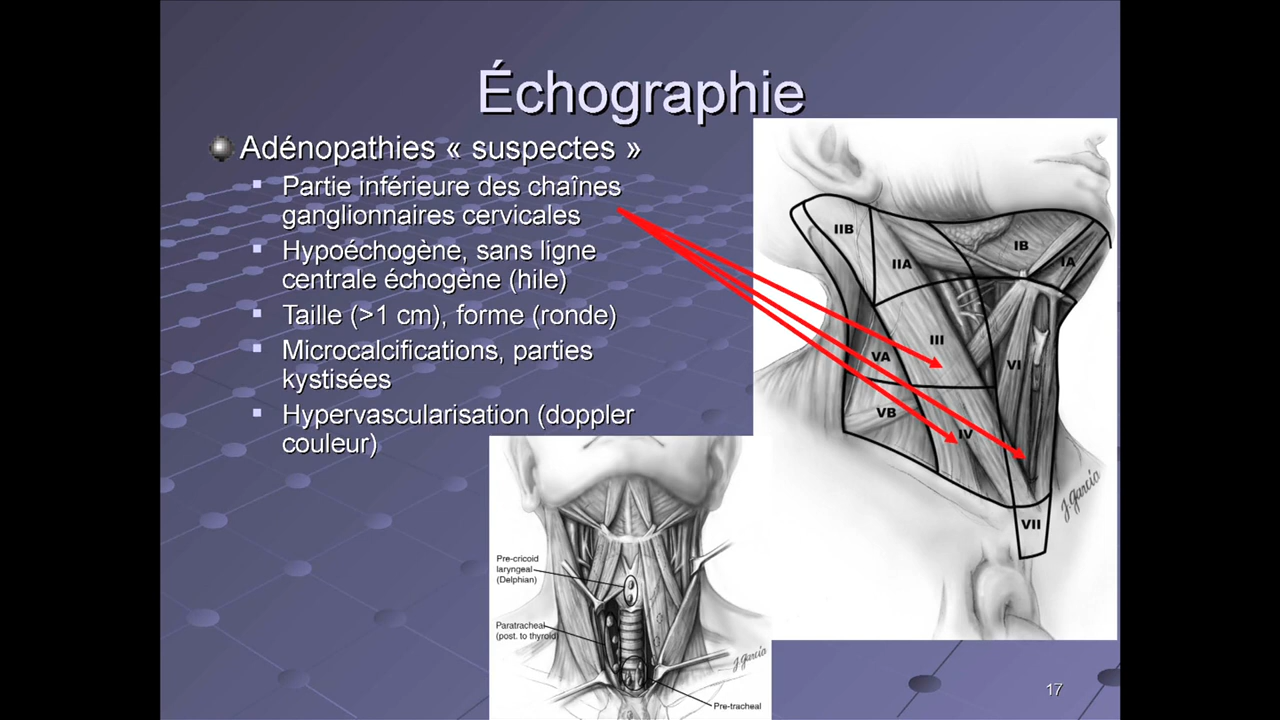 Échographie
Adénopathies « suspectes »
Partie inférieure des chaînes
ganglionnaires cervicales
Hypoéchogène, sans ligne
centrale échogène (hile)
Taille (>1 cm), forme (ronde)
Microcalcifications, parties
kystisées
Hypervascularisation (doppler
couleur)
IIB
IB
IIA
IA
III
VA
VI
VB
IV
VII
J. García
Pre-cricoid
laryngeal
(Delphian)
Paratracheal
(post. to thyroid)
J. García
Pre-tracheal
17